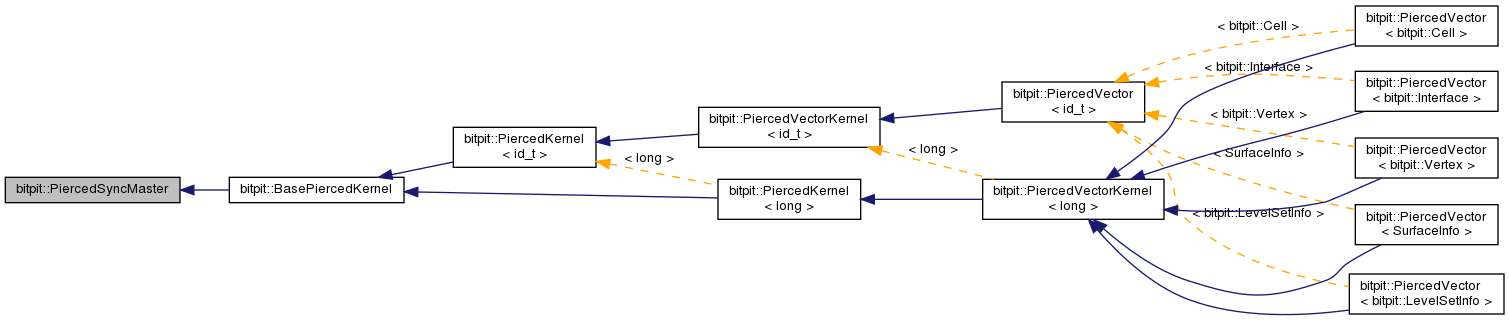 bitpit::PiercedSyncMaster
bitpit::BasePiercedKernel
bitpit::PiercedKernel
< id_t >
< long >
bitpit::PiercedKernel
< long >
bitpit::PiercedVectorKernel
< id_t >
< long >
bitpit::PiercedVectorKernel
< long >
bitpit::PiercedVector
< id_t >
< bitpit::Cell >
< bitpit::Interface >
< bitpit::Vertex >
< SurfaceInfo >
< bitpit::LevelSetInfo >
bitpit::PiercedVector
< bitpit::Cell >
bitpit::PiercedVector
< bitpit::Interface >
bitpit::PiercedVector
< bitpit::Vertex >
bitpit::PiercedVector
< SurfaceInfo >
bitpit::PiercedVector
< bitpit::LevelSetInfo >